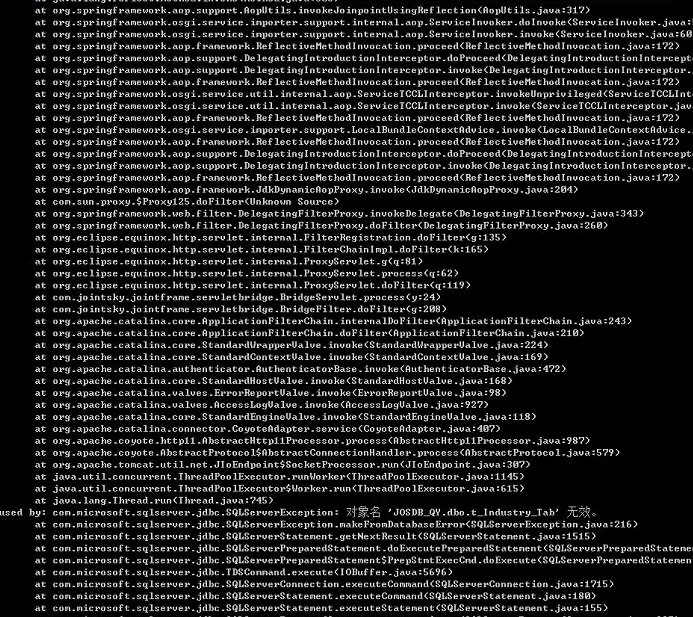 at org.springframework.aop.support.AopUtils.invokeJoinpointUsingReflection(AopUtils.java:317)
at org.springframework.osgi.service.importer.support.internal.aop.ServiceInvoker.doInvoke(ServiceInvoker.java:
at org.springframework.osgi.service.importer.support.internal.aop.ServiceInvoker.invoke(ServiceInvoker.java:60
at org.springframework.aop.framework.ReflectiveMethodInvocation.proceed(ReflectiveMethodInvocation.java:172)
at org.springframework.aop.support.DelegatingIntroductionInterceptor.doProceed(DelegatingIntroductionIntercepto
at org.springframework.aop.support.DelegatingIntroductionInterceptor.invoke(DelegatingIntroductionInterceptor.
at org.springframework.aop.framework.ReflectiveMethodInvocation.proceed(ReflectiveMethodInvocation.java:172)
at org.springframework.osgi.service.util.internal.aop.ServiceTCCLInterceptor.invokeUnprivileged(ServiceTCCLInte
at org.springframework.osgi.service.util.internal.aop.ServiceTCCLInterceptor.invoke(ServiceTCCLInterceptor.java
at org.springframework.aop.framework.ReflectiveMethodInvocation.proceed(ReflectiveMethodInvocation.java:172)
at org.springframework.osgi.service.importer.support.LocalBundleContextAdvice.invoke(LocalBundleContextAdvice.
at org.springframework.aop.framework.ReflectiveMethodInvocation.proceed(ReflectiveMethodInvocation.java:172)
at org.springframework.aop.support.DelegatingIntroductionInterceptor.doProceed(DelegatingIntroductionIntercepto
at org.springframework.aop.support.DelegatingIntroductionInterceptor.invoke(DelegatingIntroductionInterceptor.
at org.springframework.aop.framework.ReflectiveMethodInvocation.proceed(ReflectiveMethodInvocation.java:172)
at org.springframework.aop.framework.JdkDynamicAopProxy.invoke(JdkDynamicAopProxy.java:204)
at com.sun.proxy.$Proxy125.doFilter(Unknown Source)
at org.springframework.web.filter.DelegatingFilterProxy.invokeDelegate(DelegatingFilterProxy.java:343)
at org.springframework.web.filter.DelegatingFilterProxy.doFilter(DelegatingFilterProxy.java:260)
at org.eclipse.equinox.http.servlet.internal.FilterRegistration.doFilter(g:135)
at org.eclipse.equinox.http.servlet.internal.FilterChainImpl.doFilter(k:165)
at org.eclipse.equinox.http.servlet.internal.ProxyServlet.g(q:81)
at org.eclipse.equinox.http.servlet.internal.ProxyServlet.process(q:62)
at org.eclipse.equinox.http.servlet.internal.ProxyServlet.process(q:119)
at com.jointsky.jointframe.servletbridge.BridgeServlet.process(y:24)
at com.jointsky.jointframe.servletbridge.BridgeFilter.doFilter(g:208)
at org.apache.catalina.core.ApplicationFilterChain.internalDoFilter(ApplicationFilterChain.java:243)
at org.apache.catalina.core.ApplicationFilterChain.doFilter(ApplicationFilterChain.java:210)
at org.apache.catalina.core.StandardWrapperValve.invoke(StandardWrapperValve.java:224)
at org.apache.catalina.core.StandardContextValve.invoke(StandardContextValve.java:169)
at org.apache.catalina.authenticator.AuthenticatorBase.invoke(AuthenticatorBase.java:472)
at org.apache.catalina.core.StandardHostValve.invoke(StandardHostValve.java:168)
at org.apache.catalina.valves.ErrorReportValve.invoke(ErrorReportValve.java:98)
at org.apache.catalina.valves.AccessLogValve.invoke(AccessLogValve.java:927)
at org.apache.catalina.core.StandardEngineValve.invoke(StandardEngineValve.java:118)
at org.apache.catalina.connector.CoyoteAdapter.service(CoyoteAdapter.java:407)
at org.apache.coyote.http11.AbstractHttp11Processor.process(AbstractHttp11Processor.java:987)
at org.apache.coyote.AbstractProtocol$AbstractConnectionHandler.process(AbstractProtocol.java:579)
at org.apache.tomcat.util.net.JIoEndpoint$SocketProcessor.run(JIoEndpoint.java:307)
at java.util.concurrent.ThreadPoolExecutor.runWorker(ThreadPoolExecutor.java:1145)
at java.util.concurrent.ThreadPoolExecutor$Worker.run(ThreadPoolExecutor.java:615)
at java.lang.Thread.run(Thread.java:745)
used by: com.microsoft.sqlserver.jdbc.SQLServerException: 对象名 'JOSDB_QY.dbo.t_Industry_Tab' 无效。
at com.microsoft.sqlserver.jdbc.SQLServerException.makeFromDatabaseError(SQLServerException.java:216)
at com.microsoft.sqlserver.jdbc.SQLServerStatement.getNextResult(SQLServerStatement.java:1515)
at com.microsoft.sqlserver.jdbc.SQLServerPreparedStatement.doExecutePreparedStatement(SQLServerPreparedStateme
at com.microsoft.sqlserver.jdbc.SQLServerPreparedStatement$PrepStmtExecCmd.doExecute(SQLServerPreparedStatemen
at com.microsoft.sqlserver.jdbc.TDSCommand.execute(IOBuffer.java:5696)
at com.microsoft.sqlserver.jdbc.SQLServerConnection.executeCommand(SQLServerConnection.java:1715)
at com.microsoft.sqlserver.jdbc.SQLServerStatement.executeCommand(SQLServerStatement.java:180)
at com.microsoft.sqlserver.jdbc.SQLServerStatement.executeStatement(SQLServerStatement.java:155)